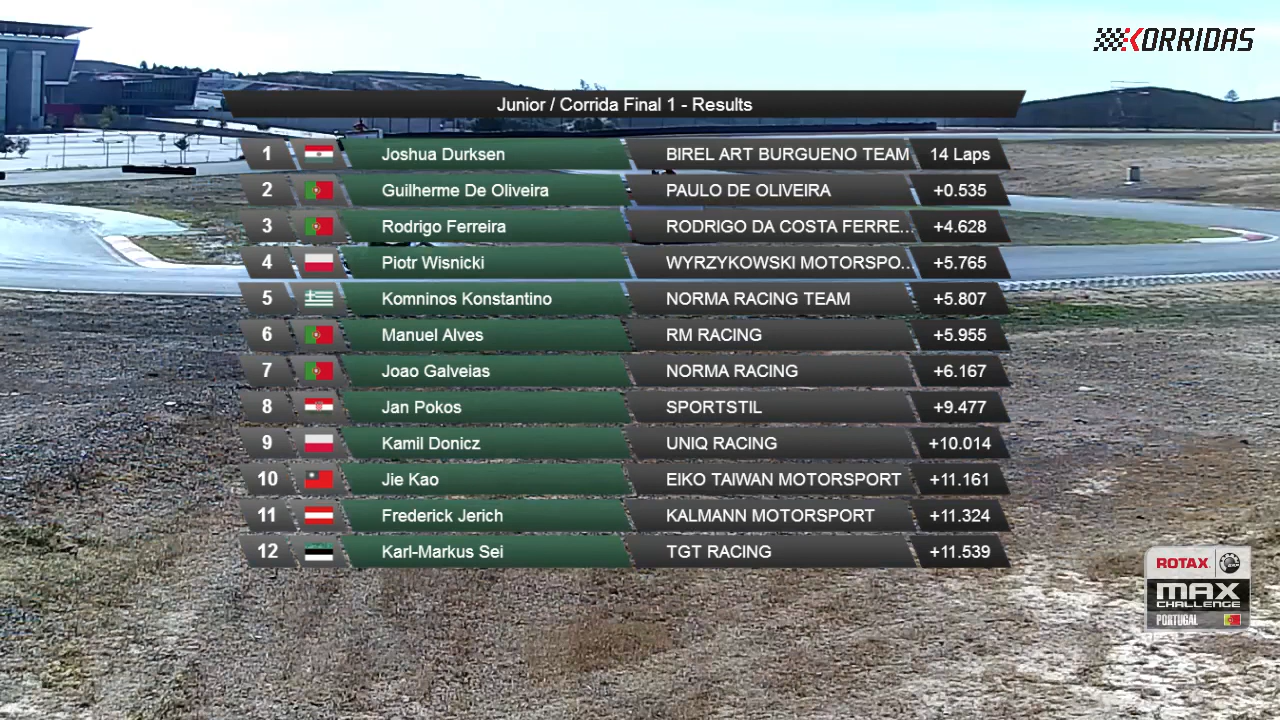 KORRIDAS
Junior / Corrida Final 1 - Results
1 Joshua Durksen BIREL ART BURGUENO TEAM 14 Laps
2 Guilherme De Oliveira PAULO DE OLIVEIRA +0.535
3 Rodrigo Ferreira RODRIGO DA COSTA FERRE... +4.628
4 Piotr Wisnicki WYRZYKOWSKI MOTORSPO... +5.765
5 Komninos Konstantino NORMA RACING TEAM +5.807
6 Manuel Alves RM RACING +5.955
7 Joao Galveias NORMA RACING +6.167
8 Jan Pokos SPORTSTIL +9.477
9 Kamil Donicz UNIQ RACING +10.014
10 Jie Kao EIKO TAIWAN MOTORSPORT +11.161
11 Frederick Jerich KALMANN MOTORSPORT +11.324
12 Karl-Markus Sei TGT RACING +11.539
ROTAX
MAX
CHALLENGE
PORTUGAL